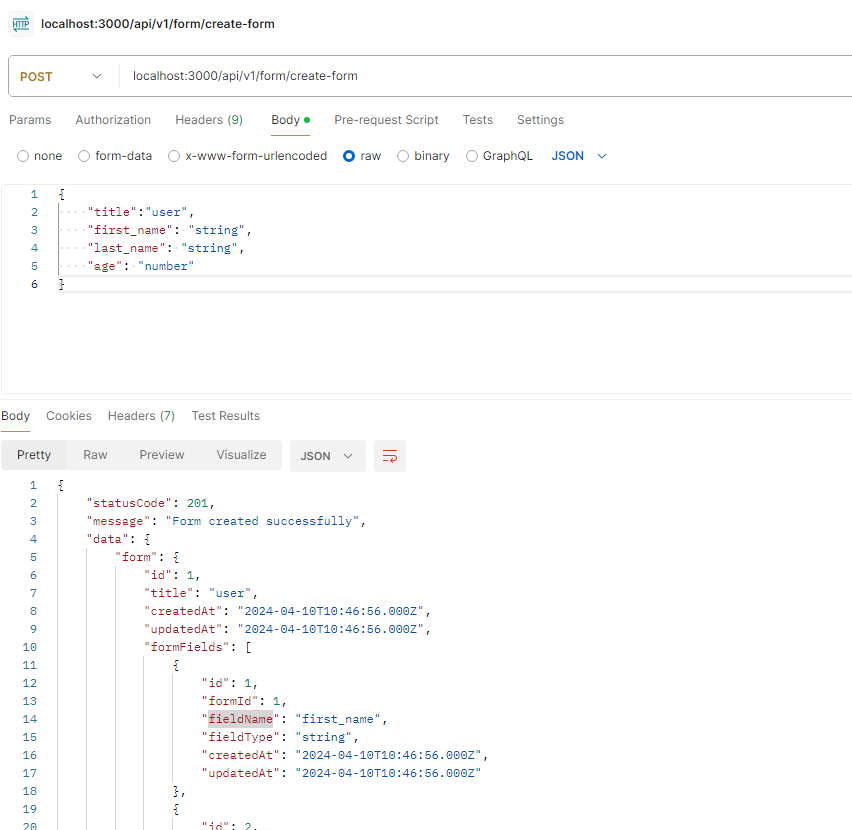 HTTP localhost:3000/api/v1/form/create-form
POST localhost:3000/api/v1/form/create-form
Params Authorization Headers (9) Body Pre-request Script Tests Settings
none form-data x-www-form-urlencoded raw binary GraphQL JSON
1 {
2 "title":"user",
3 "first_name": "string",
4 "last_name": "string",
5 "age": "number"
6 }
Body Cookies Headers (7) Test Results
Pretty Raw Preview Visualize JSON
1 {
2 "statusCode": 201,
3 "message": "Form created successfully",
4 "data": {
5 "form": {
6 "id": 1,
7 "title": "user",
8 "createdAt": "2024-04-10T10:46:56.000Z",
9 "updatedAt": "2024-04-10T10:46:56.000Z",
10 "formFields": [
11 {
12 "id": 1,
13 "formId": 1,
14 "fieldName": "first_name",
15 "fieldType": "string",
16 "createdAt": "2024-04-10T10:46:56.000Z",
17 "updatedAt": "2024-04-10T10:46:56.000Z"
18 },
19 {
20 "id": 2,